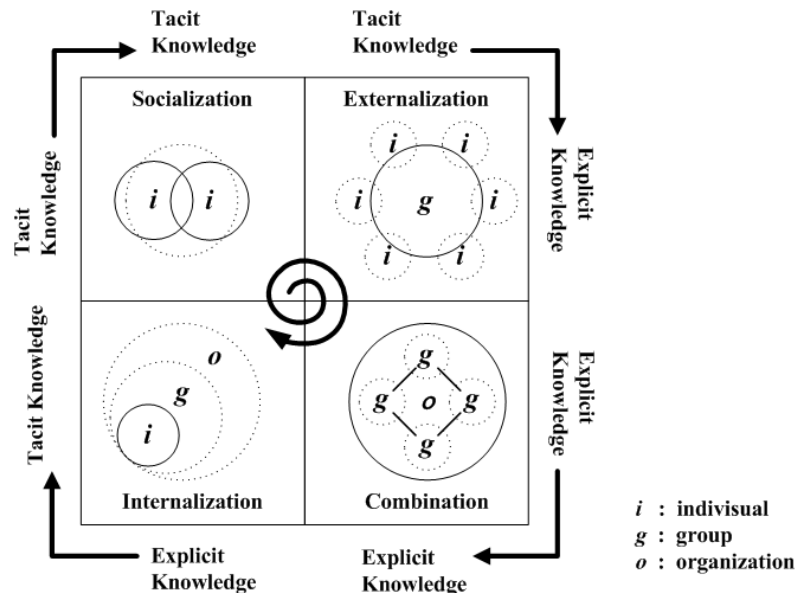 Tacit
Knowledge
Tacit
Knowledge
Socialization
Externalization
i
i
i
i
i
g
i
i
i
Tacit
Knowledge
Explicit
Knowledge
o
g
i
g
g
o
g
g
Tacit Knowledge
Explicit
Knowledge
Internalization
Combination
Explicit
Knowledge
Explicit
Knowledge
i : indivisual
g : group
o : organization